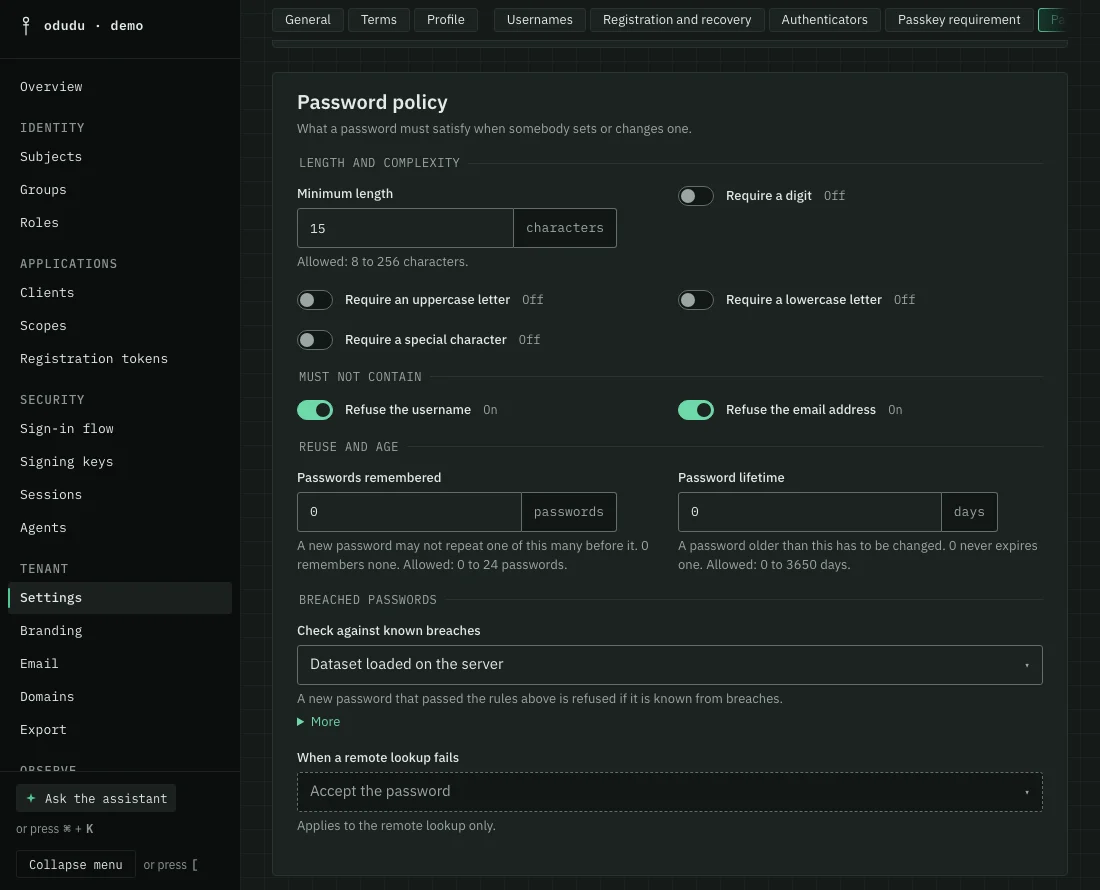 odudu · demo
Overview
IDENTITY
Subjects
Groups
Roles
APPLICATIONS
Clients
Scopes
Registration tokens
SECURITY
Sign-in flow
Signing keys
Sessions
Agents
TENANT
Settings
Branding
Email
Domains
Export
OBSERVE
Ask the assistant
or press ⌘ + K
Collapse menu or press [
General Terms Profile Usernames Registration and recovery Authenticators Passkey requirement Pa
Password policy
What a password must satisfy when somebody sets or changes one.
LENGTH AND COMPLEXITY
Minimum length
15 characters
Allowed: 8 to 256 characters.
Require a digit Off
Require an uppercase letter Off
Require a lowercase letter Off
Require a special character Off
MUST NOT CONTAIN
Refuse the username On
Refuse the email address On
REUSE AND AGE
Passwords remembered
0 passwords
A new password may not repeat one of this many before it. 0
remembers none. Allowed: 0 to 24 passwords.
Password lifetime
0 days
A password older than this has to be changed. 0 never expires
one. Allowed: 0 to 3650 days.
BREACHED PASSWORDS
Check against known breaches
Dataset loaded on the server
A new password that passed the rules above is refused if it is known from breaches.
More
When a remote lookup fails
Accept the password
Applies to the remote lookup only.